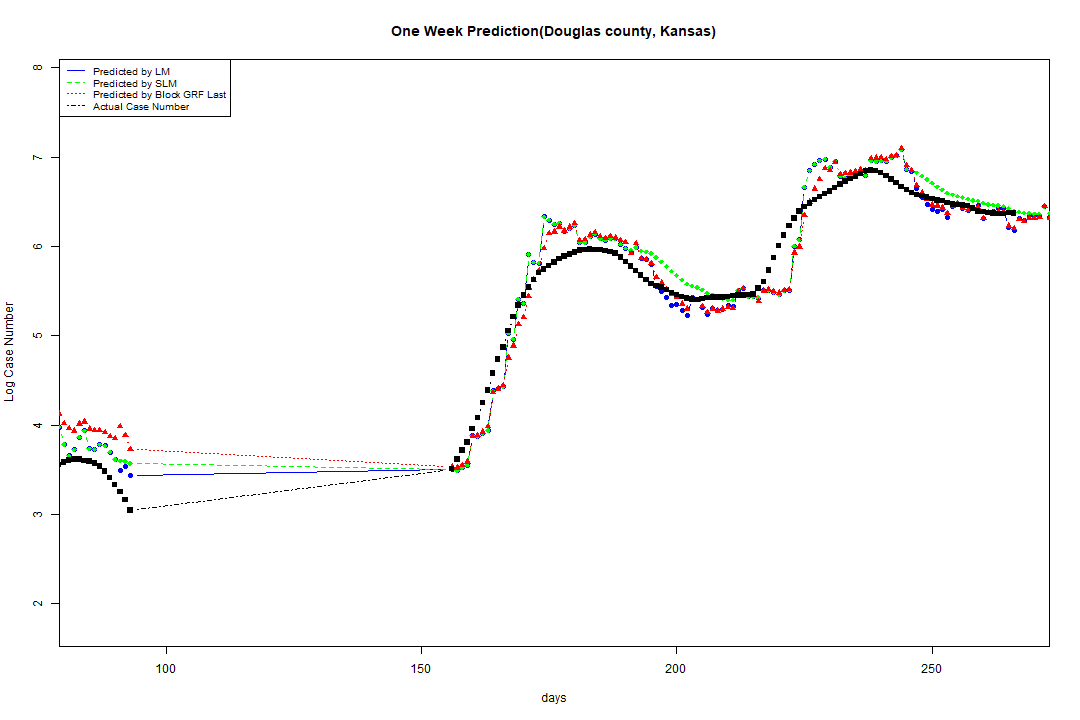 One Week Prediction(Douglas county, Kansas)
Predicted by LM
Predicted by SLM
Predicted by Block GRF Last
Actual Case Number
8
7
6
5
4
3
2
Log Case Number
100 150 200 250
days